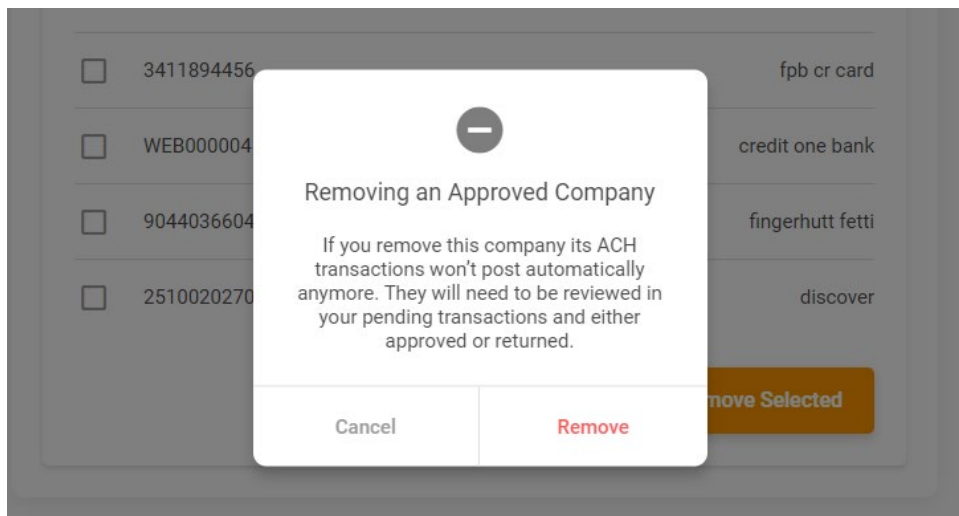 3411894456
fpb cr card
WEB000004
credit one bank
Removing an Approved Company
9044036604
fingerhutt fetti
If you remove this company its ACH
transactions won't post automatically
anymore. They will need to be reviewed in
your pending transactions and either
approved or returned.
2510020270
discover
Selected
Cancel
Remove